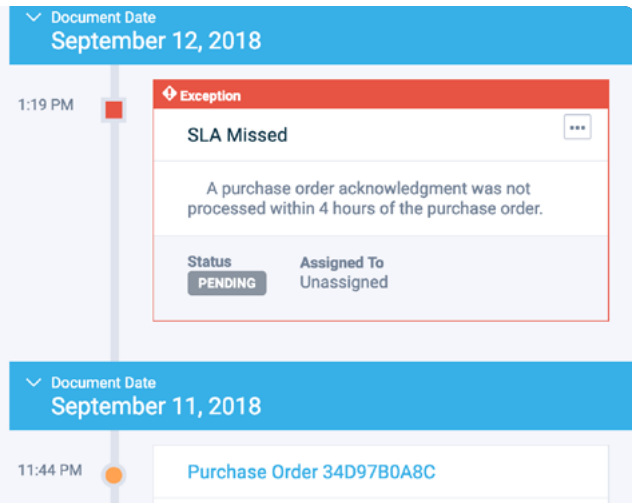 Document Date
September 12, 2018
1:19 PM
Exception
SLA Missed
A purchase order acknowledgment was not
processed within 4 hours of the purchase order.
Status Assigned To
PENDING Unassigned
Document Date
September 11, 2018
11:44 PM
Purchase Order 34D97B0A8C